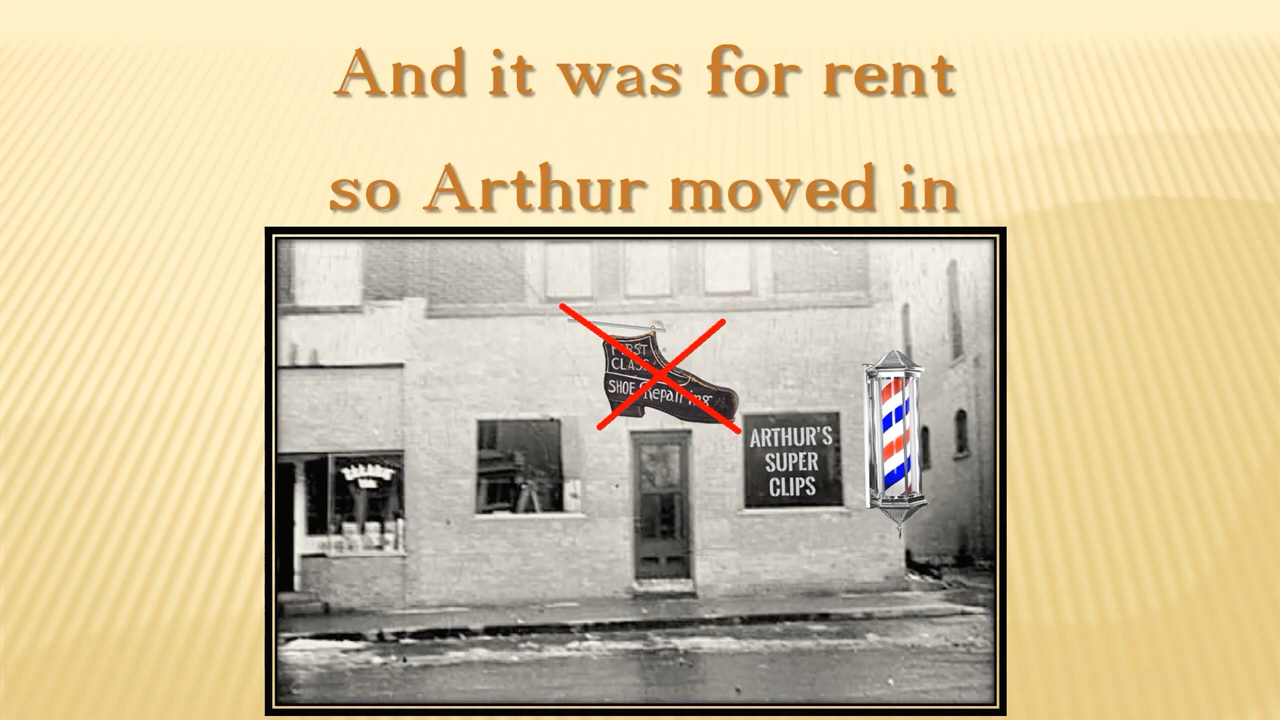 And it was for rent
so Arthur moved in
FIRST
CLASS
SHOE Repairing
ARTHUR'S
SUPER
CLIPS